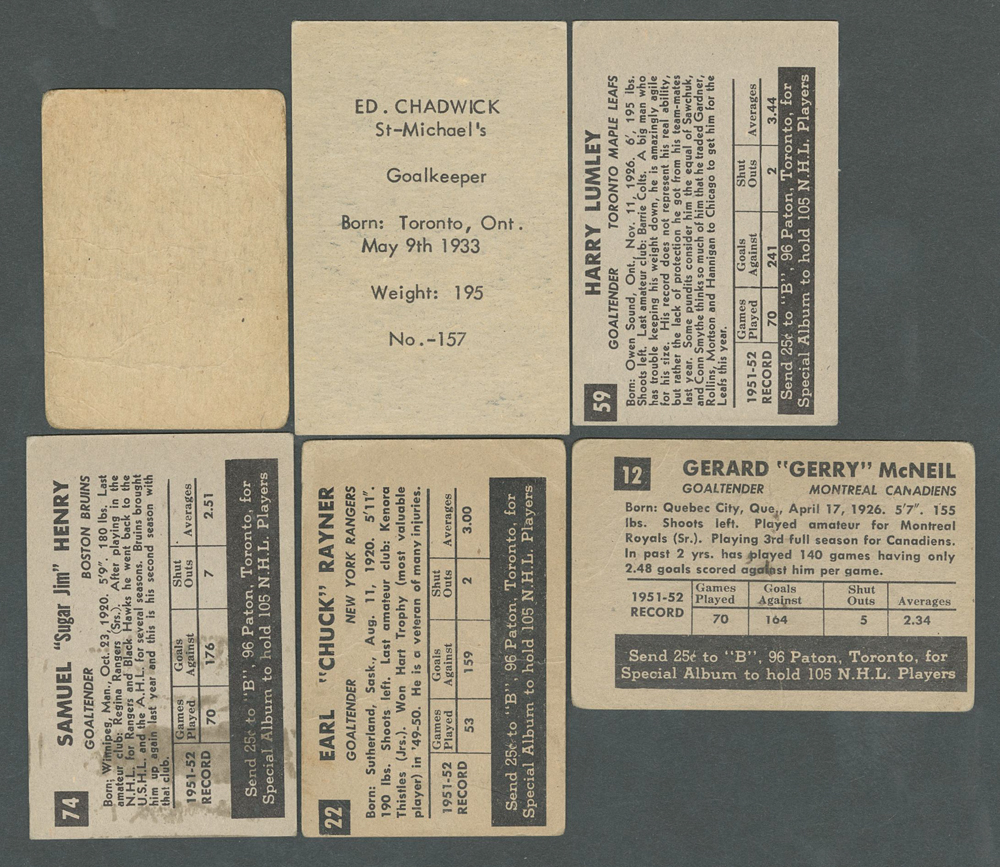 ED. CHADWICK
St-Michael's
Goalkeeper
Born: Toronto, Ont.
May 9th 1933
Weight: 195
No.-157
59
HARRY LUMLEY
GOALTENDER TORONTO MAPLE LEAFS
Born: Owen Sound, Ont., Nov. 11, 1926. 6', 195 lbs.
Shoots left. Last amateur club: Barrie Colts. A big man who
has trouble keeping his weight down, he is amazingly agile
for his size. His record does not represent his real ability,
but rather the lack of protection he got from his team-mates
last year. Some pundits consider him the equal of Sawchuk,
and Conn Smythe thinks so much of him that he traded Gardner,
Rollins, Mortson and Hannigan to Chicago to get him for the
Leafs this year.
1951-52 RECORD
Games Played Goals Against Shut Outs Averages
70 241 2 3.44
Send 25¢ to "B", 96 Paton, Toronto, for
Special Album to hold 105 N.H.L. Players
74
SAMUEL "Sugar Jim" HENRY
GOALTENDER BOSTON BRUINS
Born: Winnipeg, Man., Oct. 23, 1920. 5'9". 180 lbs. Last
amateur club: Regina Rangers (Srs.). After playing in the
N.H.L. for Rangers and Black Hawks he went back to the
U.S.H.L. and the A.H.L. for several seasons. Bruins brought
him up again last year and this is his second season with
that club.
1951-52 RECORD
Games Played Goals Against Shut Outs Averages
70 176 7 2.51
Send 25¢ to "B", 96 Paton, Toronto, for
Special Album to hold 105 N.H.L. Players
22
EARL "CHUCK" RAYNER
GOALTENDER NEW YORK RANGERS
Born: Sutherland, Sask., Aug. 11, 1920. 5'11".
190 lbs. Shoots left. Last amateur club: Kenora
Thistles (Jrs.). Won Hart Trophy (most valuable
player) in '49-50. He is a veteran of many injuries.
1951-52 RECORD
Games Played Goals Against Shut Outs Averages
53 159 2 3.00
Send 25¢ to "B", 96 Paton, Toronto, for
Special Album to hold 105 N.H.L. Players
12
GERARD "GERRY" McNEIL
GOALTENDER MONTREAL CANADIENS
Born: Quebec City, Que., April 17, 1926. 5'7". 155
lbs. Shoots left. Played amateur for Montreal
Royals (Sr.). Playing 3rd full season for Canadiens.
In past 2 yrs. has played 140 games having only
2.48 goals scored against him per game.
1951-52 RECORD
Games Played Goals Against Shut Outs Averages
70 164 5 2.34
Send 25¢ to "B", 96 Paton, Toronto, for
Special Album to hold 105 N.H.L. Players